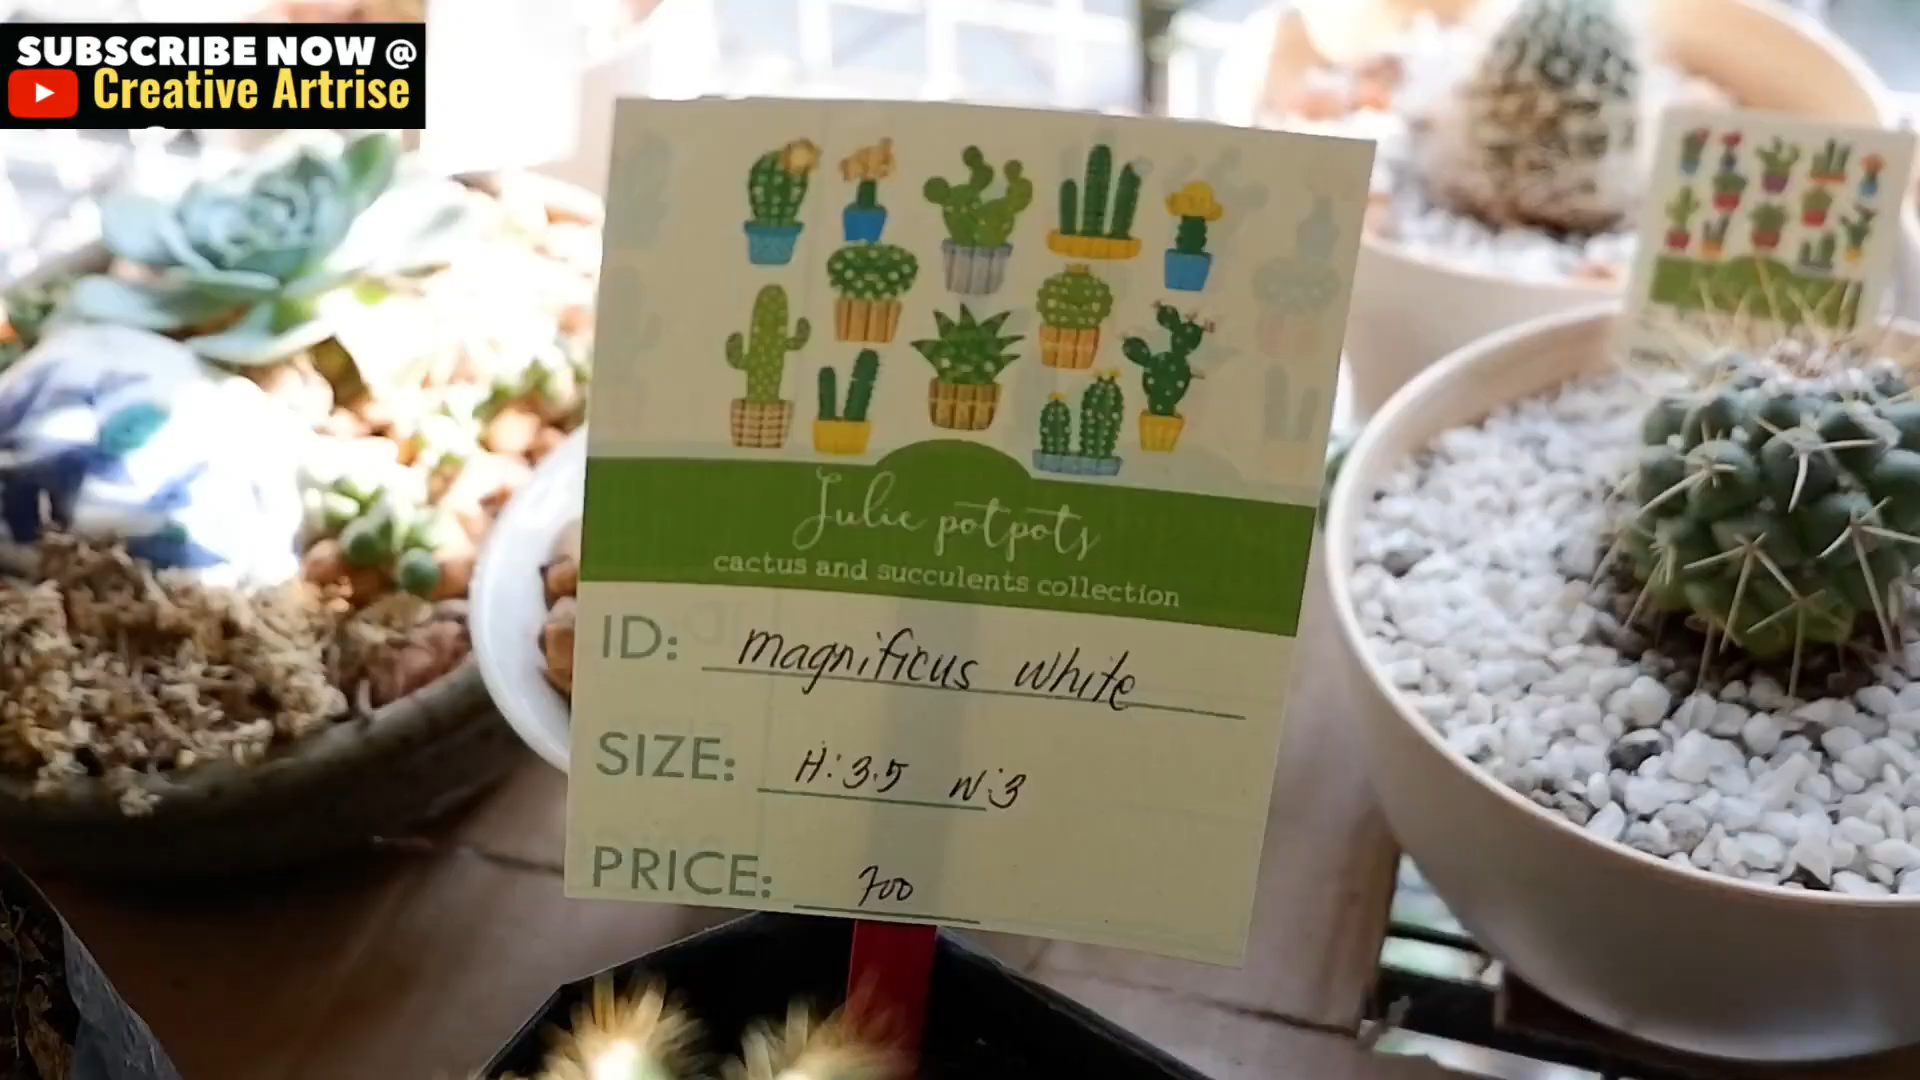 SUBSCRIBE NOW @
Creative Artrise
Julie potpots
cactus and succulents collection
ID: magnificus white
SIZE: H:3.5 W:3
PRICE: 700